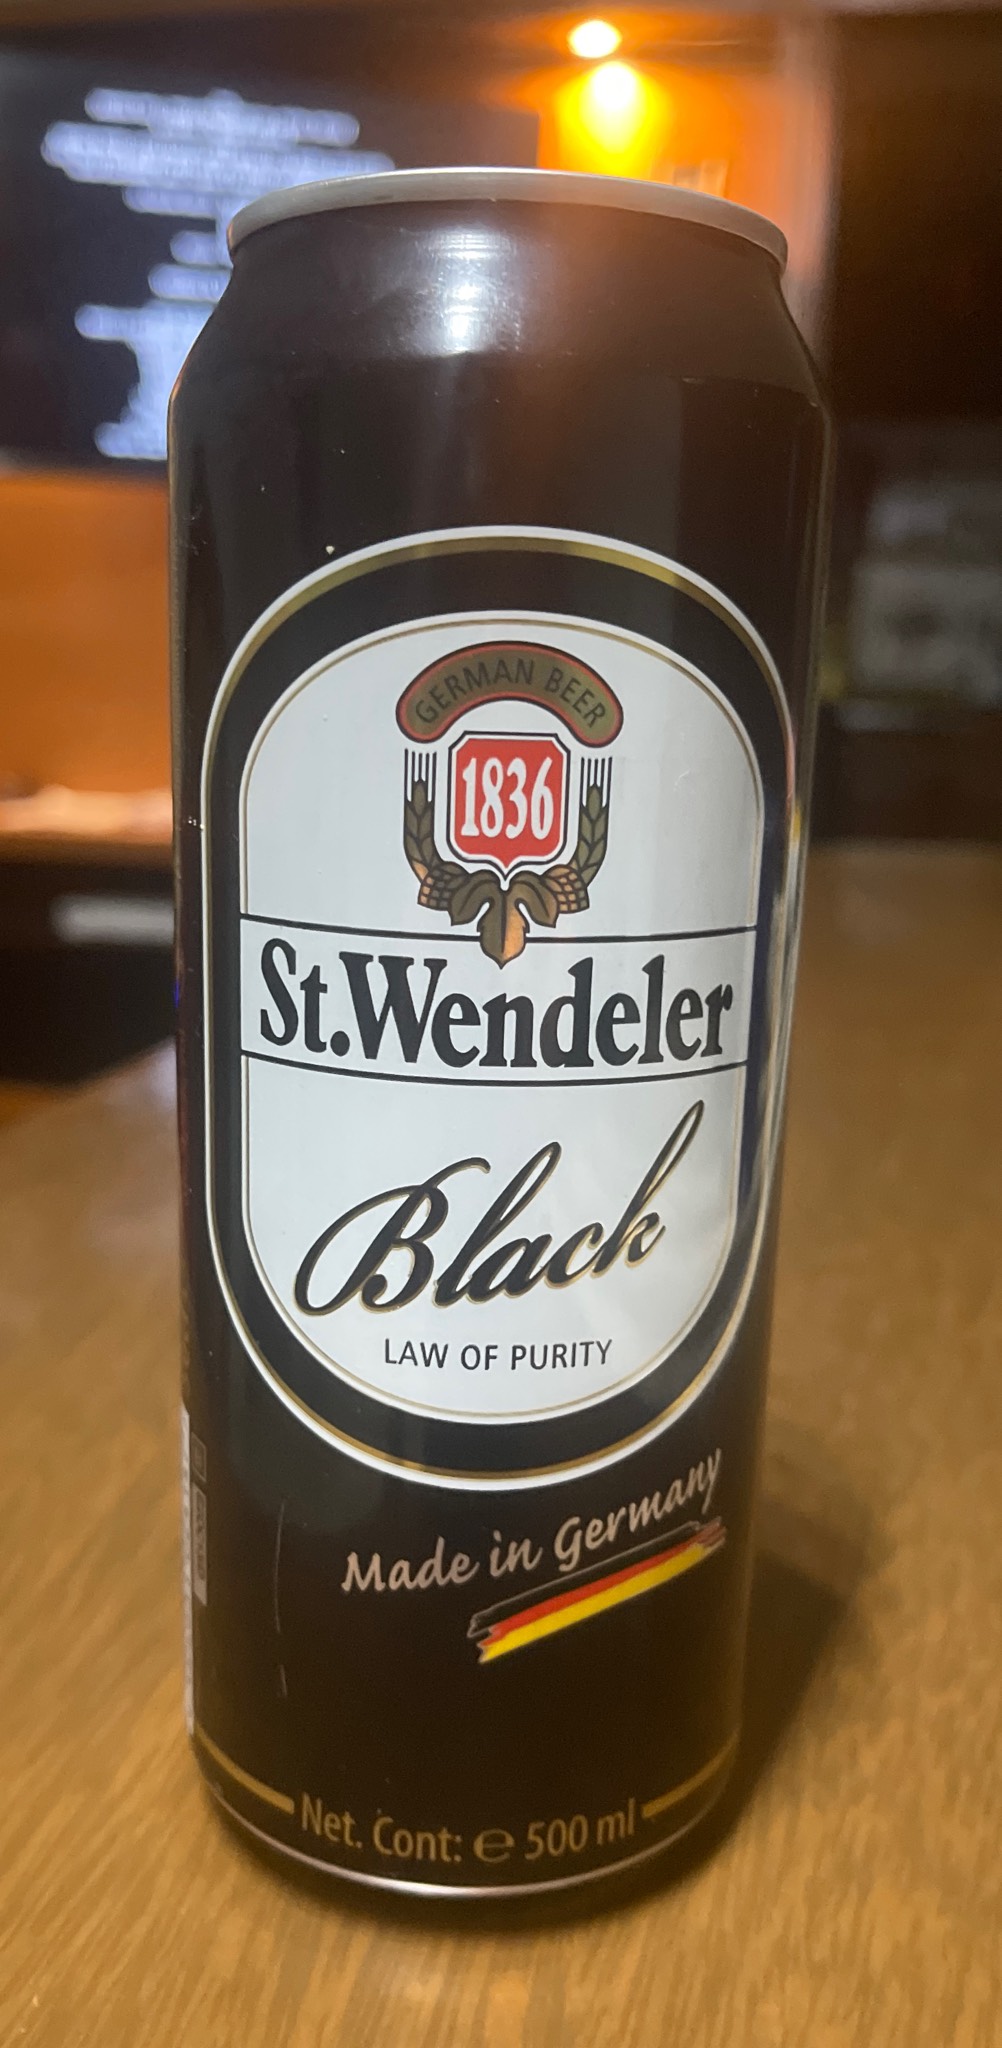 GERMAN BEER
1836
St.Wendeler
Black
LAW OF PURITY
Made in Germany
Net. Cont: ℮ 500 ml